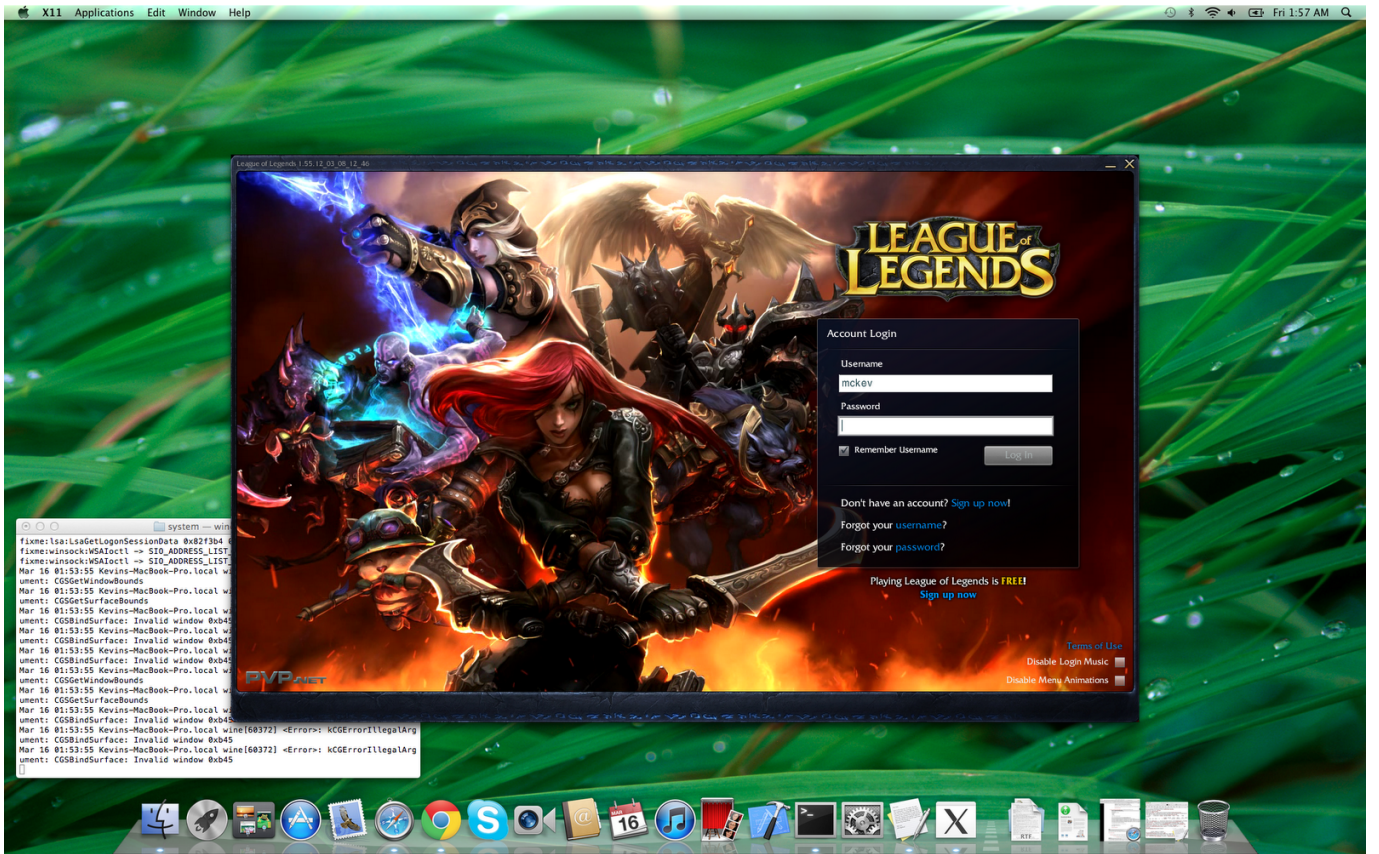 X11 Applications Edit Window Help
Fri 1:57 AM
League of Legends 1.55.12_03_08_12_46
LEAGUE of
LEGENDS
Account Login
Username
mckev
Password
Remember Username
Log In
Don't have an account? Sign up now!
Forgot your username?
Forgot your password?
Playing League of Legends is FREE!
Sign up now
Terms of Use
Disable Login Music
Disable Menu Animations
PVP.NET
system — win
fixme:lsa:LsaGetLogonSessionData 0x82f3b4
fixme:winsock:WSAIoctl -> SIO_ADDRESS_LIST_
fixme:winsock:WSAIoctl -> SIO_ADDRESS_LIST_
Mar 16 01:53:55 Kevins-MacBook-Pro.local wi
ument: CGSGetWindowBounds
Mar 16 01:53:55 Kevins-MacBook-Pro.local wi
ument: CGSGetSurfaceBounds
Mar 16 01:53:55 Kevins-MacBook-Pro.local wi
ument: CGSBindSurface: Invalid window 0xb45
Mar 16 01:53:55 Kevins-MacBook-Pro.local wi
ument: CGSBindSurface: Invalid window 0xb45
Mar 16 01:53:55 Kevins-MacBook-Pro.local wi
ument: CGSBindSurface: Invalid window 0xb45
Mar 16 01:53:55 Kevins-MacBook-Pro.local wi
ument: CGSGetWindowBounds
Mar 16 01:53:55 Kevins-MacBook-Pro.local wi
ument: CGSGetSurfaceBounds
Mar 16 01:53:55 Kevins-MacBook-Pro.local wi
ument: CGSBindSurface: Invalid window 0xb45
Mar 16 01:53:55 Kevins-MacBook-Pro.local wine[60372] <Error>: kCGErrorIllegalArg
ument: CGSBindSurface: Invalid window 0xb45
Mar 16 01:53:55 Kevins-MacBook-Pro.local wine[60372] <Error>: kCGErrorIllegalArg
ument: CGSBindSurface: Invalid window 0xb45
MAR
16
RTF